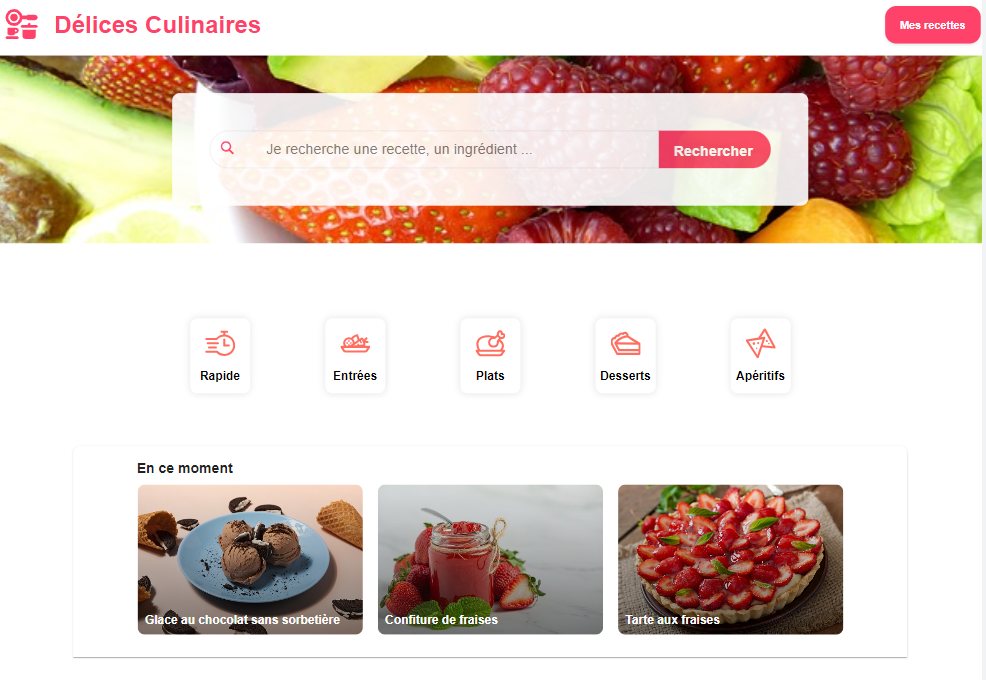 Délices Culinaires
Mes recettes
Je recherche une recette, un ingrédient ...
Rechercher
Rapide
Entrées
Plats
Desserts
Apéritifs
En ce moment
Glace au chocolat sans sorbetière
Confiture de fraises
Tarte aux fraises